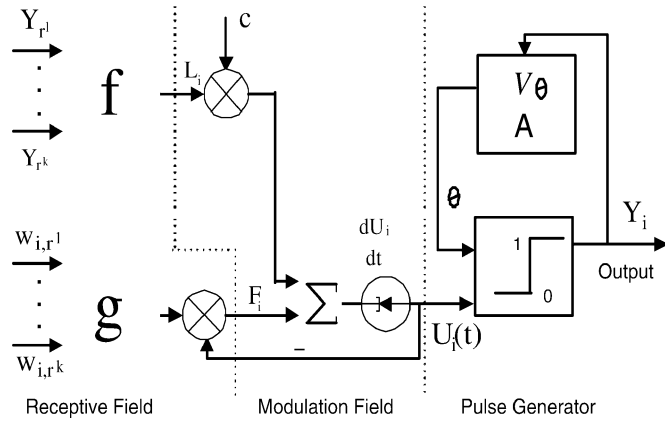 Y_r1
c
L_i
f
V_θ
A
Y_rk
θ
dU_i
dt
Y_i
1
0
Output
W_i,r1
g
F_i
Σ
U_i(t)
−
W_i,rk
Receptive Field
Modulation Field
Pulse Generator